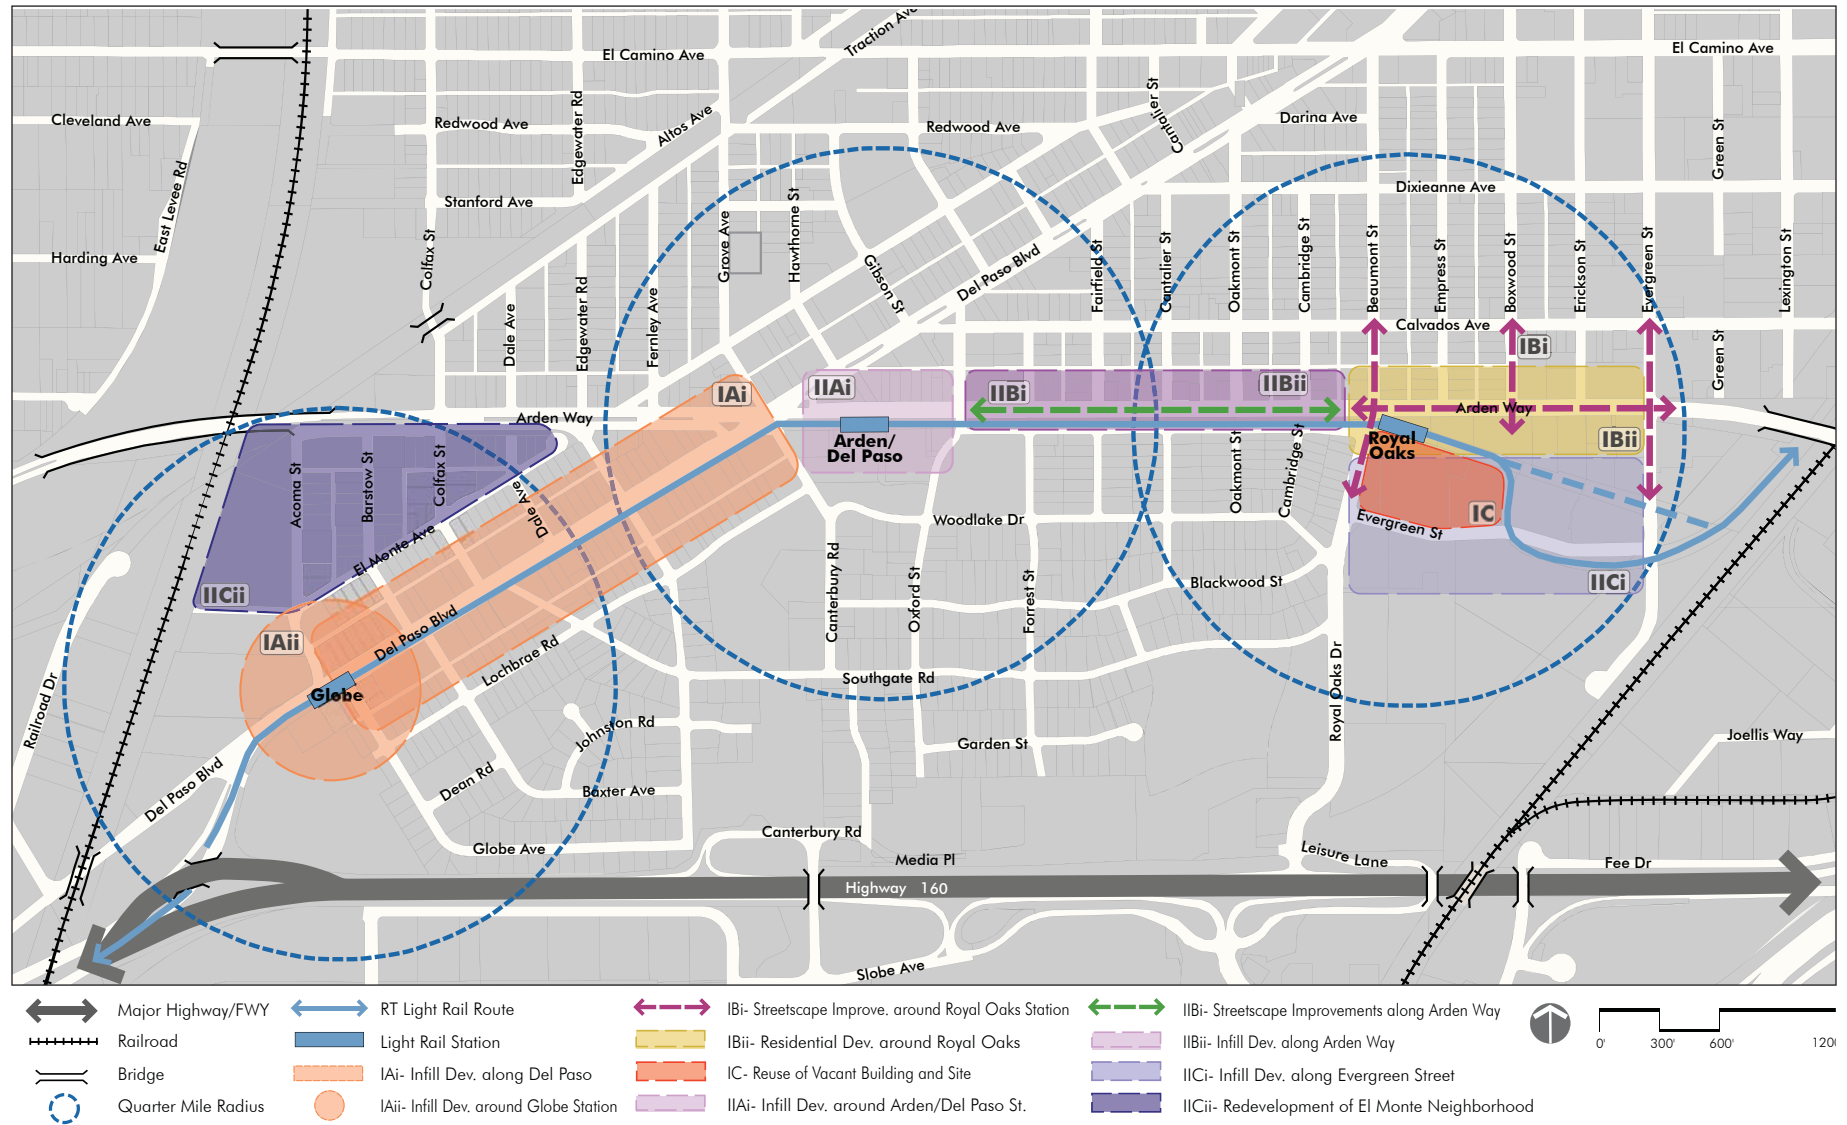 Traction Ave
El Camino Ave
El Camino Ave
Cleveland Ave
Redwood Ave
Edgewater Rd
Altos Ave
Redwood Ave
Cantalier St
Darina Ave
Green St
East Levee Rd
Stanford Ave
Dixieanne Ave
Harding Ave
Colfax St
Grove Ave
Hawthorne St
Gibson St
Del Paso Blvd
Fairfield St
Cantalier St
Oakmont St
Cambridge St
Beaumont St
Empress St
Boxwood St
Erickson St
Evergreen St
Lexington St
Dale Ave
Edgewater Rd
Fernley Ave
Calvados Ave
Green St
IBi
IAi
IIAi
IIBi
IIBii
Arden Way
Arden Way
Arden/
Del Paso
Royal
Oaks
IBii
Acoma St
Barstow St
Colfax St
Dale Ave
El Monte Ave
Oakmont St
Cambridge St
Woodlake Dr
IC
Evergreen St
IICii
IICi
Canterbury Rd
Oxford St
Forrest St
Blackwood St
IAii
Del Paso Blvd
Lochbrae Rd
Globe
Southgate Rd
Royal Oaks Dr
Railroad Dr
Johnston Rd
Garden St
Joellis Way
Del Paso Blvd
Dean Rd
Baxter Ave
Globe Ave
Canterbury Rd
Media Pl
Leisure Lane
Fee Dr
Highway 160
Slobe Ave
Major Highway/FWY
Railroad
Bridge
Quarter Mile Radius
RT Light Rail Route
Light Rail Station
IAi- Infill Dev. along Del Paso
IAii- Infill Dev. around Globe Station
IBi- Streetscape Improve. around Royal Oaks Station
IBii- Residential Dev. around Royal Oaks
IC- Reuse of Vacant Building and Site
IIAi- Infill Dev. around Arden/Del Paso St.
IIBi- Streetscape Improvements along Arden Way
IIBii- Infill Dev. along Arden Way
IICi- Infill Dev. along Evergreen Street
IICii- Redevelopment of El Monte Neighborhood
0' 300' 600' 1200